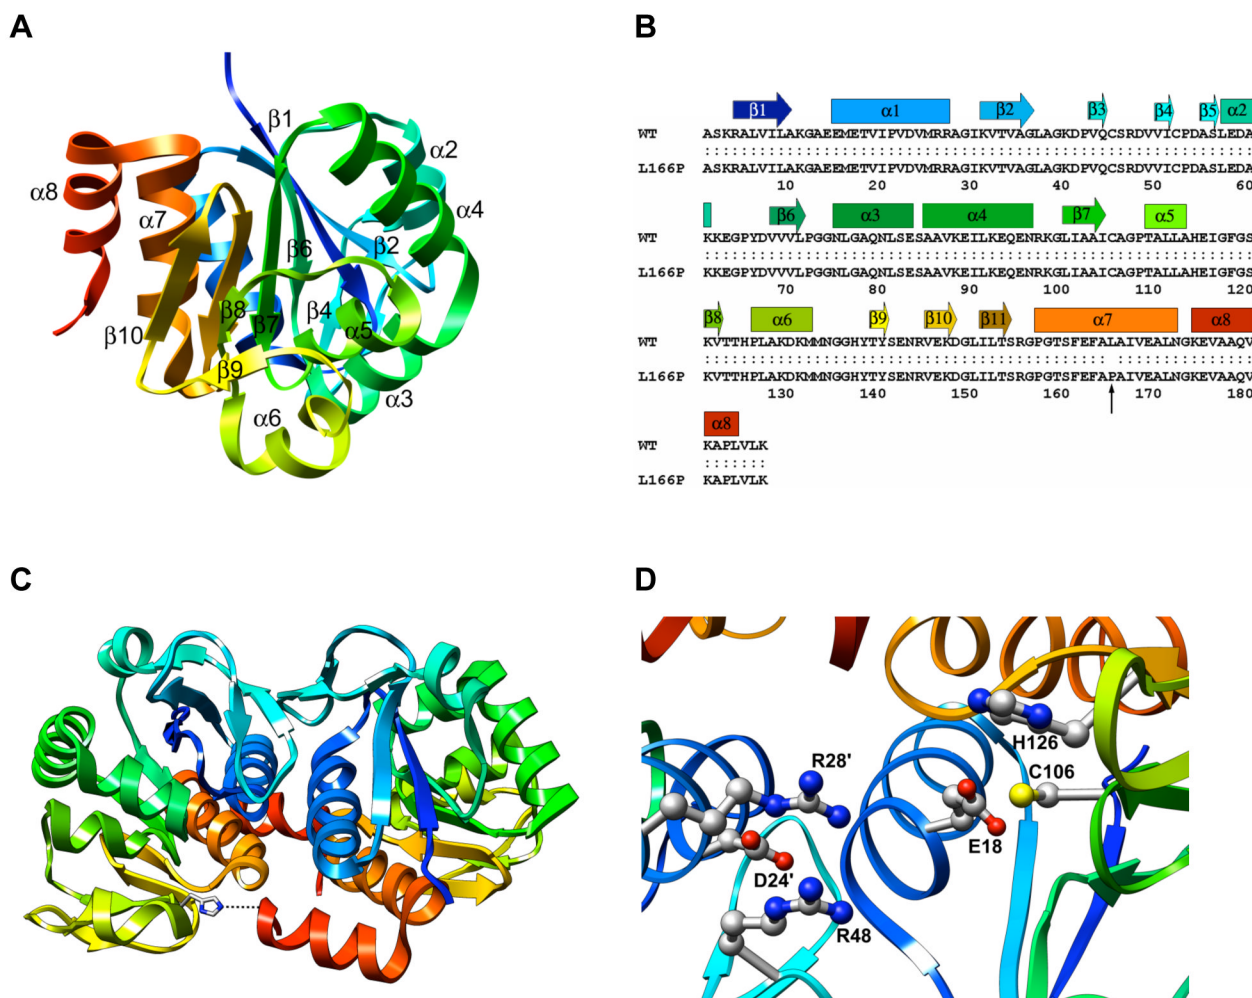 A
β1
α2
α8
α7
α4
β6
β2
β8
β4
β10
β7
α5
β9
α3
α6
B
β1 α1 β2 β3 β4 β5 α2
WT ASKRALVILAKGAEEMETVIPVDVMRRAGIKVTVAGLAGKDPVQCSRDVVICPDASLEDA
::::::::::::::::::::::::::::::::::::::::::::::::::::::::::::
L166P ASKRALVILAKGAEEMETVIPVDVMRRAGIKVTVAGLAGKDPVQCSRDVVICPDASLEDA
10 20 30 40 50 60
β6 α3 α4 β7 α5
WT KKEGPYDVVVLPGGNLGAQNLSESAAVKEILKEQENRKGLIAAICAGPTALLAHEIGFGS
::::::::::::::::::::::::::::::::::::::::::::::::::::::::::::
L166P KKEGPYDVVVLPGGNLGAQNLSESAAVKEILKEQENRKGLIAAICAGPTALLAHEIGFGS
70 80 90 100 110 120
β8 α6 β9 β10 β11 α7 α8
WT KVTTHPLAKDKMMNGGHYTYSENRVEKDGLILTSRGPGTSFEFALAIVEALNGKEVAAQV
::::::::::::::::::::::::::::::::::::::::::::::::::::::::::::
L166P KVTTHPLAKDKMMNGGHYTYSENRVEKDGLILTSRGPGTSFEFAPAIVEALNGKEVAAQV
130 140 150 160 170 180
α8
WT KAPLVLK
:::::::
L166P KAPLVLK
C
D
H126
R28'
C106
E18
D24'
R48